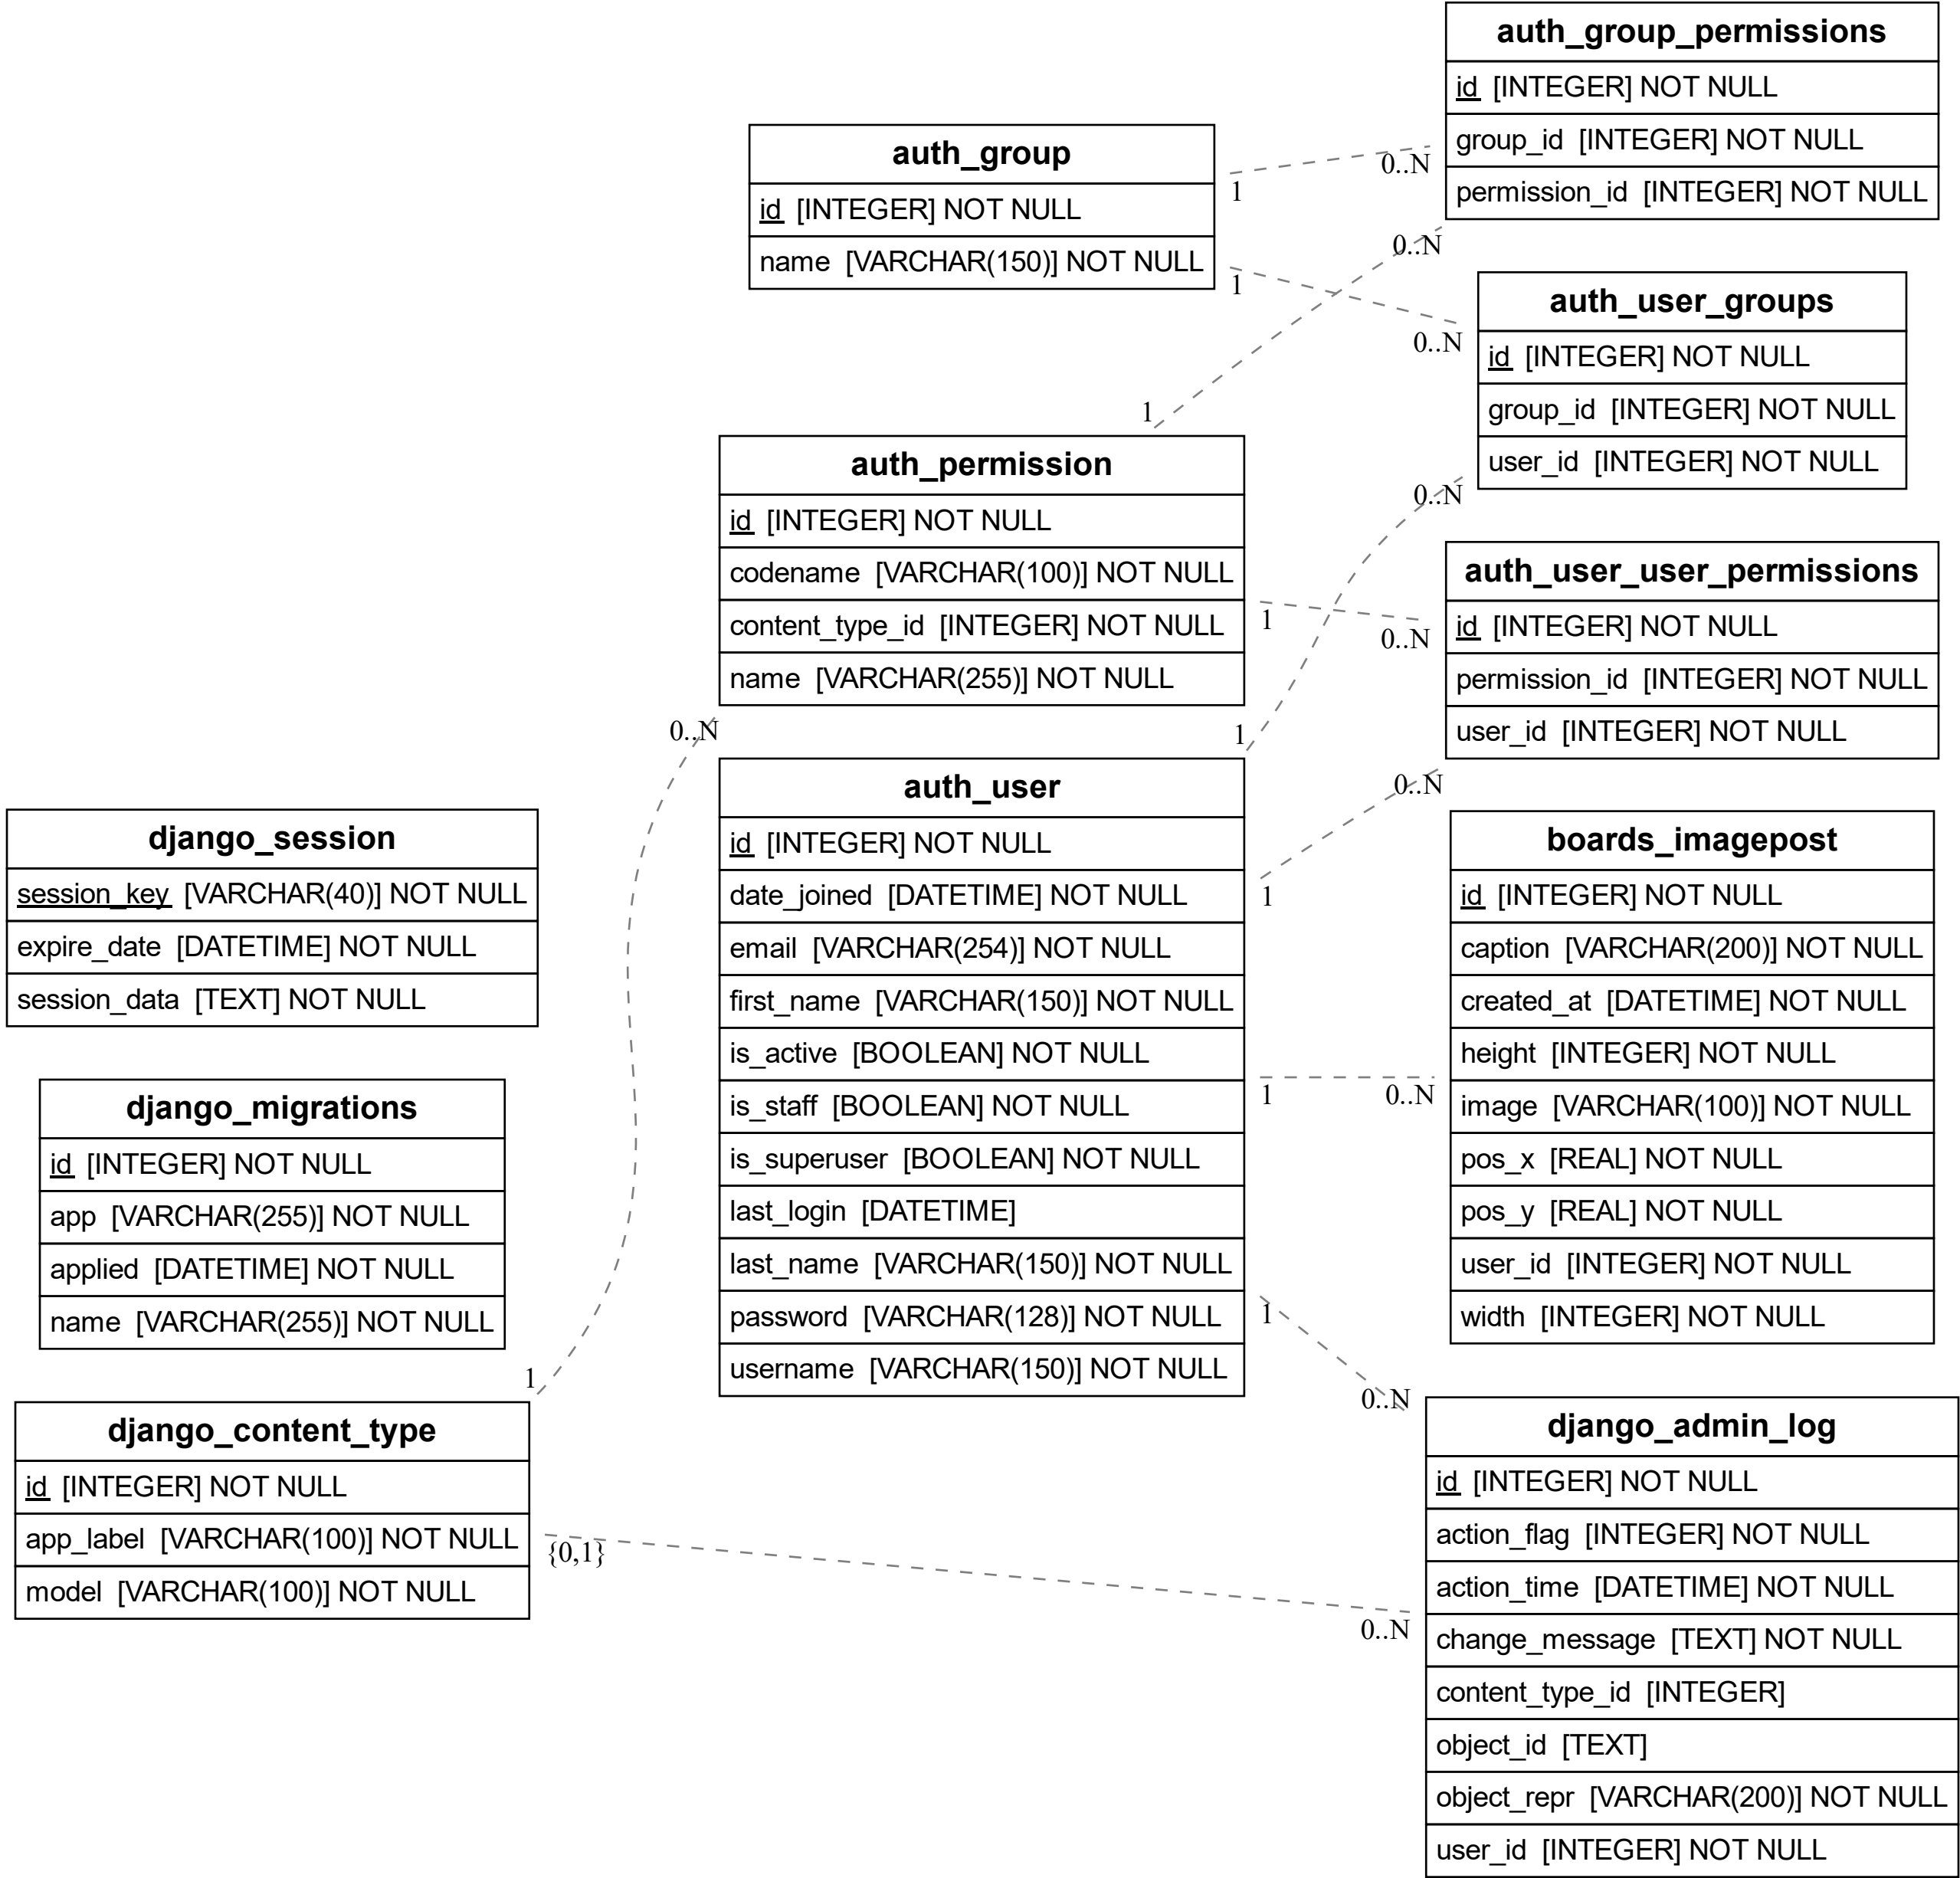 auth_group_permissions
id [INTEGER] NOT NULL
group_id [INTEGER] NOT NULL
permission_id [INTEGER] NOT NULL
auth_group
id [INTEGER] NOT NULL
name [VARCHAR(150)] NOT NULL
1
0..N
1
0..N
0..N
1
auth_user_groups
id [INTEGER] NOT NULL
group_id [INTEGER] NOT NULL
user_id [INTEGER] NOT NULL
auth_permission
id [INTEGER] NOT NULL
codename [VARCHAR(100)] NOT NULL
content_type_id [INTEGER] NOT NULL
name [VARCHAR(255)] NOT NULL
0..N
1
1
0..N
auth_user_user_permissions
id [INTEGER] NOT NULL
permission_id [INTEGER] NOT NULL
user_id [INTEGER] NOT NULL
0..N
1
0..N
1
auth_user
id [INTEGER] NOT NULL
date_joined [DATETIME] NOT NULL
email [VARCHAR(254)] NOT NULL
first_name [VARCHAR(150)] NOT NULL
is_active [BOOLEAN] NOT NULL
is_staff [BOOLEAN] NOT NULL
is_superuser [BOOLEAN] NOT NULL
last_login [DATETIME]
last_name [VARCHAR(150)] NOT NULL
password [VARCHAR(128)] NOT NULL
username [VARCHAR(150)] NOT NULL
django_session
session_key [VARCHAR(40)] NOT NULL
expire_date [DATETIME] NOT NULL
session_data [TEXT] NOT NULL
boards_imagepost
id [INTEGER] NOT NULL
caption [VARCHAR(200)] NOT NULL
created_at [DATETIME] NOT NULL
height [INTEGER] NOT NULL
image [VARCHAR(100)] NOT NULL
pos_x [REAL] NOT NULL
pos_y [REAL] NOT NULL
user_id [INTEGER] NOT NULL
width [INTEGER] NOT NULL
1
0..N
django_migrations
id [INTEGER] NOT NULL
app [VARCHAR(255)] NOT NULL
applied [DATETIME] NOT NULL
name [VARCHAR(255)] NOT NULL
1
1
0..N
django_content_type
id [INTEGER] NOT NULL
app_label [VARCHAR(100)] NOT NULL
model [VARCHAR(100)] NOT NULL
{0,1}
0..N
django_admin_log
id [INTEGER] NOT NULL
action_flag [INTEGER] NOT NULL
action_time [DATETIME] NOT NULL
change_message [TEXT] NOT NULL
content_type_id [INTEGER]
object_id [TEXT]
object_repr [VARCHAR(200)] NOT NULL
user_id [INTEGER] NOT NULL